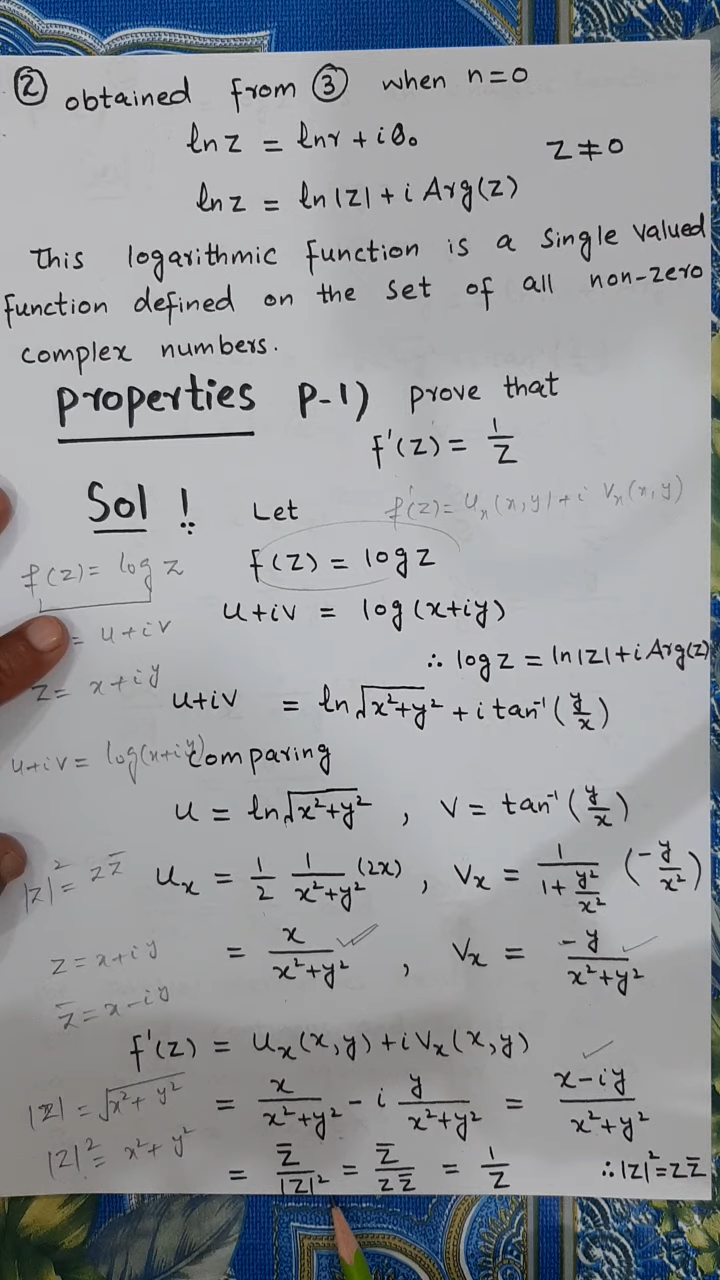 ② obtained from ③ when n=0
ln z = ln r + iθ₀ z ≠ 0
ln z = ln |z| + i Arg(z)
This logarithmic function is a single valued
function defined on the set of all non-zero
complex numbers.
Properties P-1) prove that
f'(z) = 1/z
Sol! Let f'(z) = uₓ(x,y) + i vₓ(x,y)
f(z) = log z f(z) = log z
u+iv = log(x+iy)
= u+iv
∴ log z = ln|z| + i Arg(z)
z = x+iy
u+iv = ln √x²+y² + i tan⁻¹(y/x)
u+iv = log(x+iy) Comparing
u = ln √x²+y² , v = tan⁻¹(y/x)
|z|² = z z̄ uₓ = 1/2 1/(x²+y²) (2x) , vₓ = 1/(1+y²/x²) (-y/x²)
z = x+iy = x/(x²+y²) , vₓ = -y/(x²+y²)
z̄ = x-iy
f'(z) = uₓ(x,y) + i vₓ(x,y)
|z| = √x²+y² = x/(x²+y²) - i y/(x²+y²) = (x-iy)/(x²+y²)
|z|² = x²+y²
= z̄/|z|² = z̄/(z z̄) = 1/z ∴ |z|² = z z̄